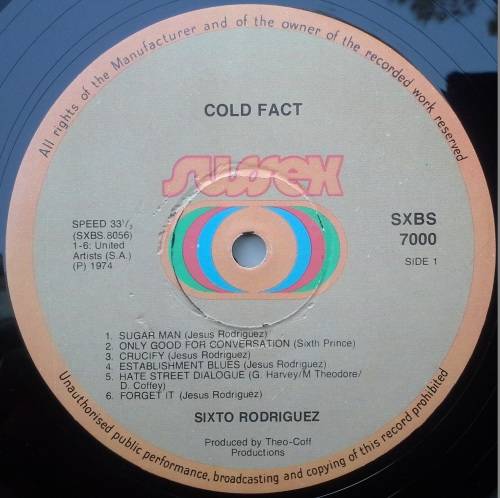 All rights of the Manufacturer and of the owner of the recorded work reserved
COLD FACT
sussex
SPEED 33⅓
(SXBS.8056)
1-6: United
Artists (S.A.)
(P) 1974
SXBS
7000
SIDE 1
1. SUGAR MAN (Jesus Rodriguez)
2. ONLY GOOD FOR CONVERSATION (Sixth Prince)
3. CRUCIFY (Jesus Rodriguez)
4. ESTABLISHMENT BLUES (Jesus Rodriguez)
5. HATE STREET DIALOGUE (G. Harvey/M Theodore/
D. Coffey)
6. FORGET IT (Jesus Rodriguez)
SIXTO RODRIGUEZ
Produced by Theo-Coff
Productions
Unauthorised public performance, broadcasting and copying of this record prohibited